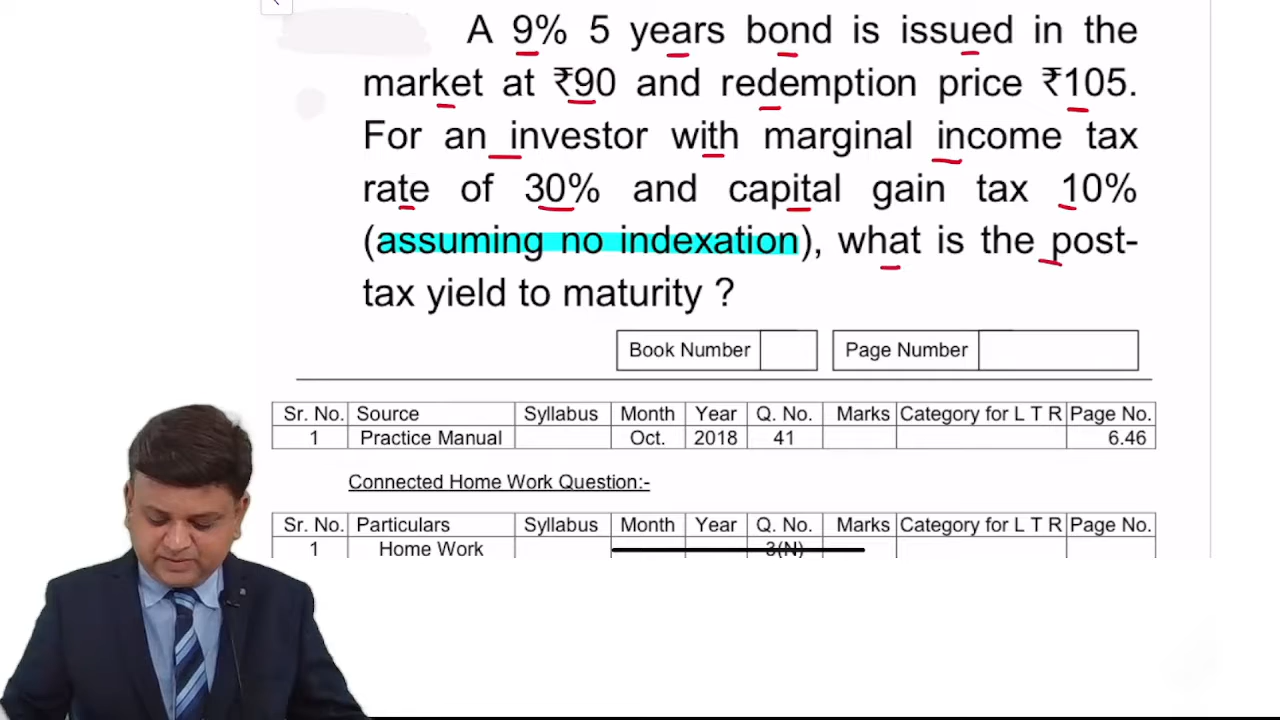 A 9% 5 years bond is issued in the
market at ₹90 and redemption price ₹105.
For an investor with marginal income tax
rate of 30% and capital gain tax 10%
(assuming no indexation), what is the post-
tax yield to maturity ?
Book Number Page Number
Sr. No. Source Syllabus Month Year Q. No. Marks Category for L T R Page No.
1 Practice Manual Oct. 2018 41 6.46
Connected Home Work Question:-
Sr. No. Particulars Syllabus Month Year Q. No. Marks Category for L T R Page No.
1 Home Work 3(N)